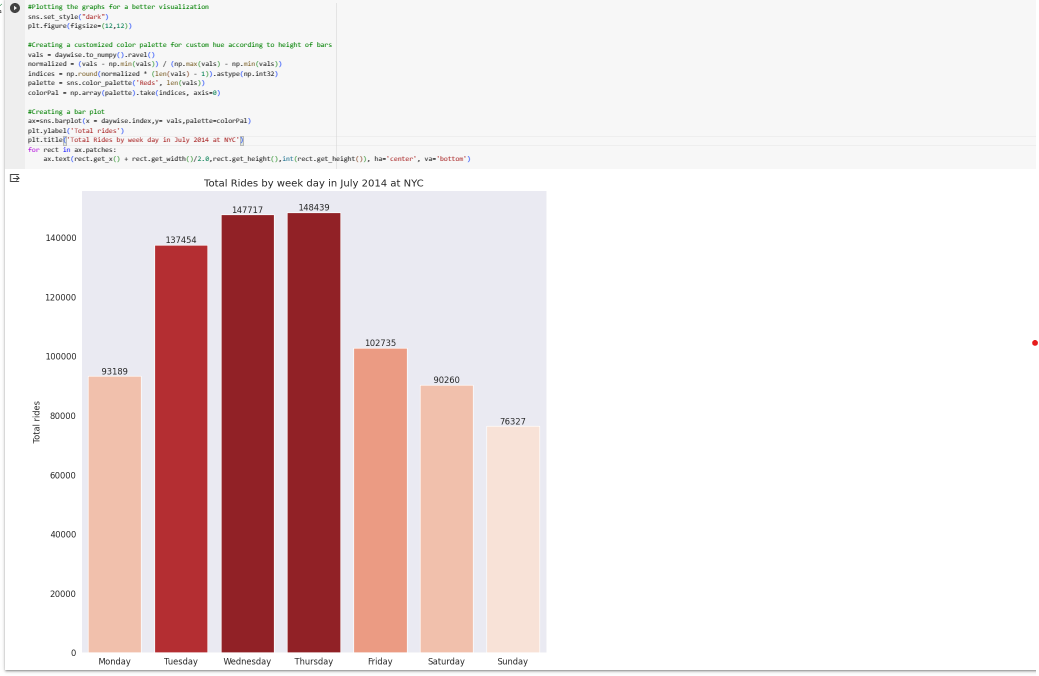 #Plotting the graphs for a better visualization
sns.set_style("dark")
plt.figure(figsize=(12,12))
#Creating a customized color palette for custom hue according to height of bars
vals = daywise.to_numpy().ravel()
normalized = (vals - np.min(vals)) / (np.max(vals) - np.min(vals))
indices = np.round(normalized * (len(vals) - 1)).astype(np.int32)
palette = sns.color_palette('Reds', len(vals))
colorPal = np.array(palette).take(indices, axis=0)
#Creating a bar plot
ax=sns.barplot(x = daywise.index,y= vals,palette=colorPal)
plt.ylabel('Total rides')
plt.title('Total Rides by week day in July 2014 at NYC')
for rect in ax.patches:
ax.text(rect.get_x() + rect.get_width()/2.0,rect.get_height(),int(rect.get_height()), ha='center', va='bottom')
Total Rides by week day in July 2014 at NYC
148439
147717
137454
102735
93189
90260
76327
140000
120000
100000
80000
60000
40000
20000
0
Total rides
Monday Tuesday Wednesday Thursday Friday Saturday Sunday